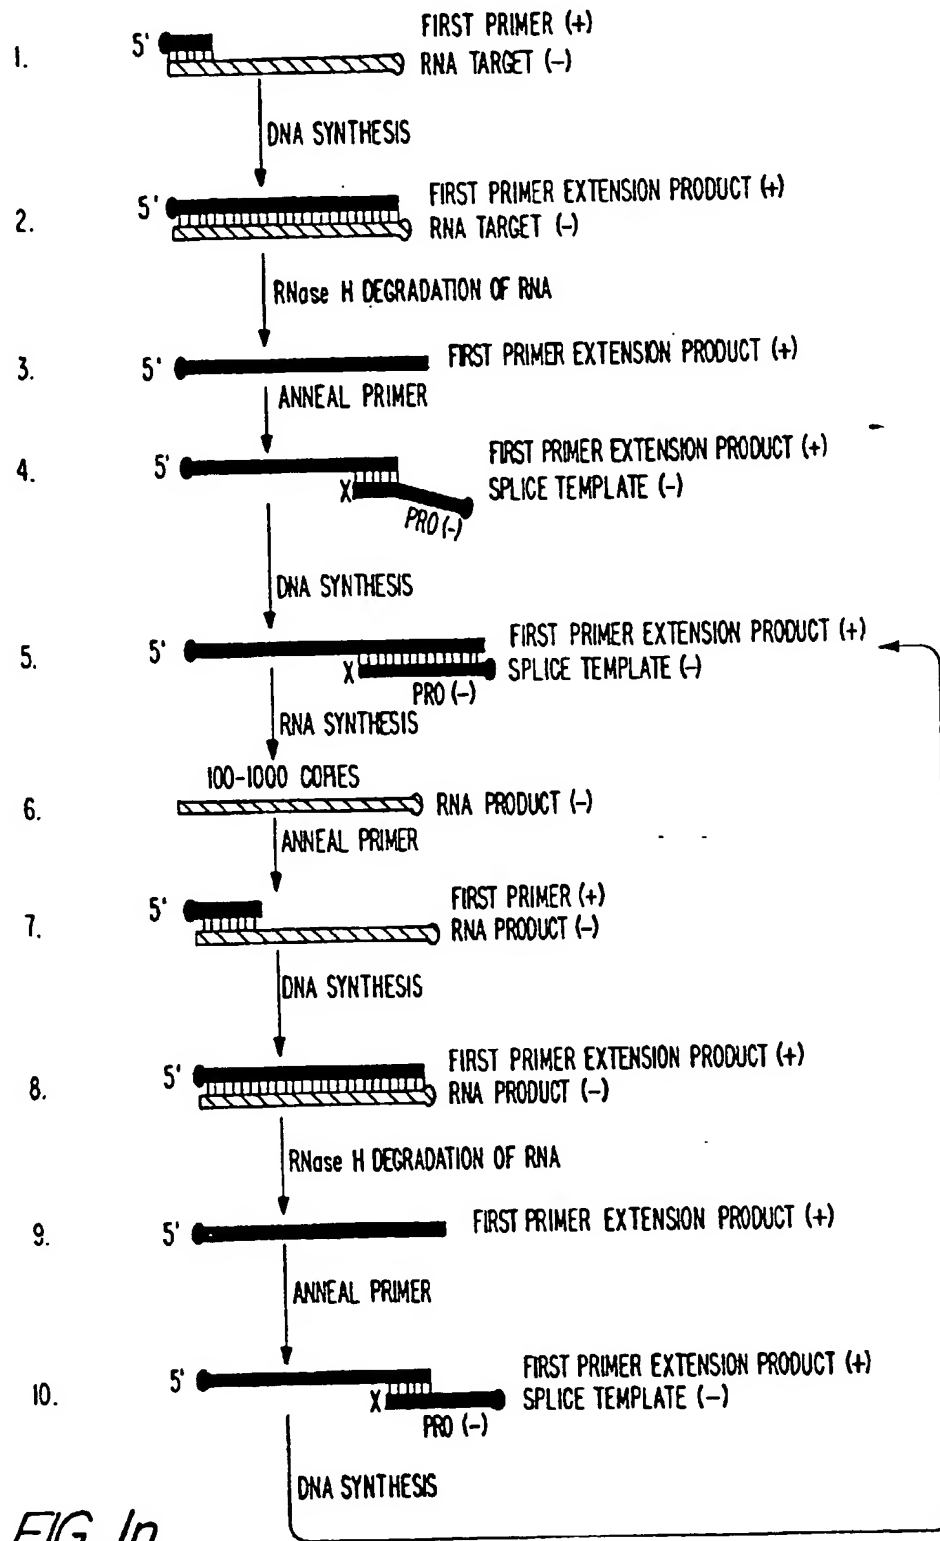 1.
5'
FIRST PRIMER (+)
RNA TARGET (-)
DNA SYNTHESIS
2.
5'
FIRST PRIMER EXTENSION PRODUCT (+)
RNA TARGET (-)
RNase H DEGRADATION OF RNA
3.
5'
FIRST PRIMER EXTENSION PRODUCT (+)
ANNEAL PRIMER
4.
5'
FIRST PRIMER EXTENSION PRODUCT (+)
X
SPLICE TEMPLATE (-)
PRO (-)
DNA SYNTHESIS
5.
5'
FIRST PRIMER EXTENSION PRODUCT (+)
X
SPLICE TEMPLATE (-)
PRO (-)
RNA SYNTHESIS
100-1000 COPIES
6.
RNA PRODUCT (-)
ANNEAL PRIMER
7.
5'
FIRST PRIMER (+)
RNA PRODUCT (-)
DNA SYNTHESIS
8.
5'
FIRST PRIMER EXTENSION PRODUCT (+)
RNA PRODUCT (-)
RNase H DEGRADATION OF RNA
9.
5'
FIRST PRIMER EXTENSION PRODUCT (+)
ANNEAL PRIMER
10.
5'
FIRST PRIMER EXTENSION PRODUCT (+)
X
SPLICE TEMPLATE (-)
PRO (-)
DNA SYNTHESIS
FIG. 1n